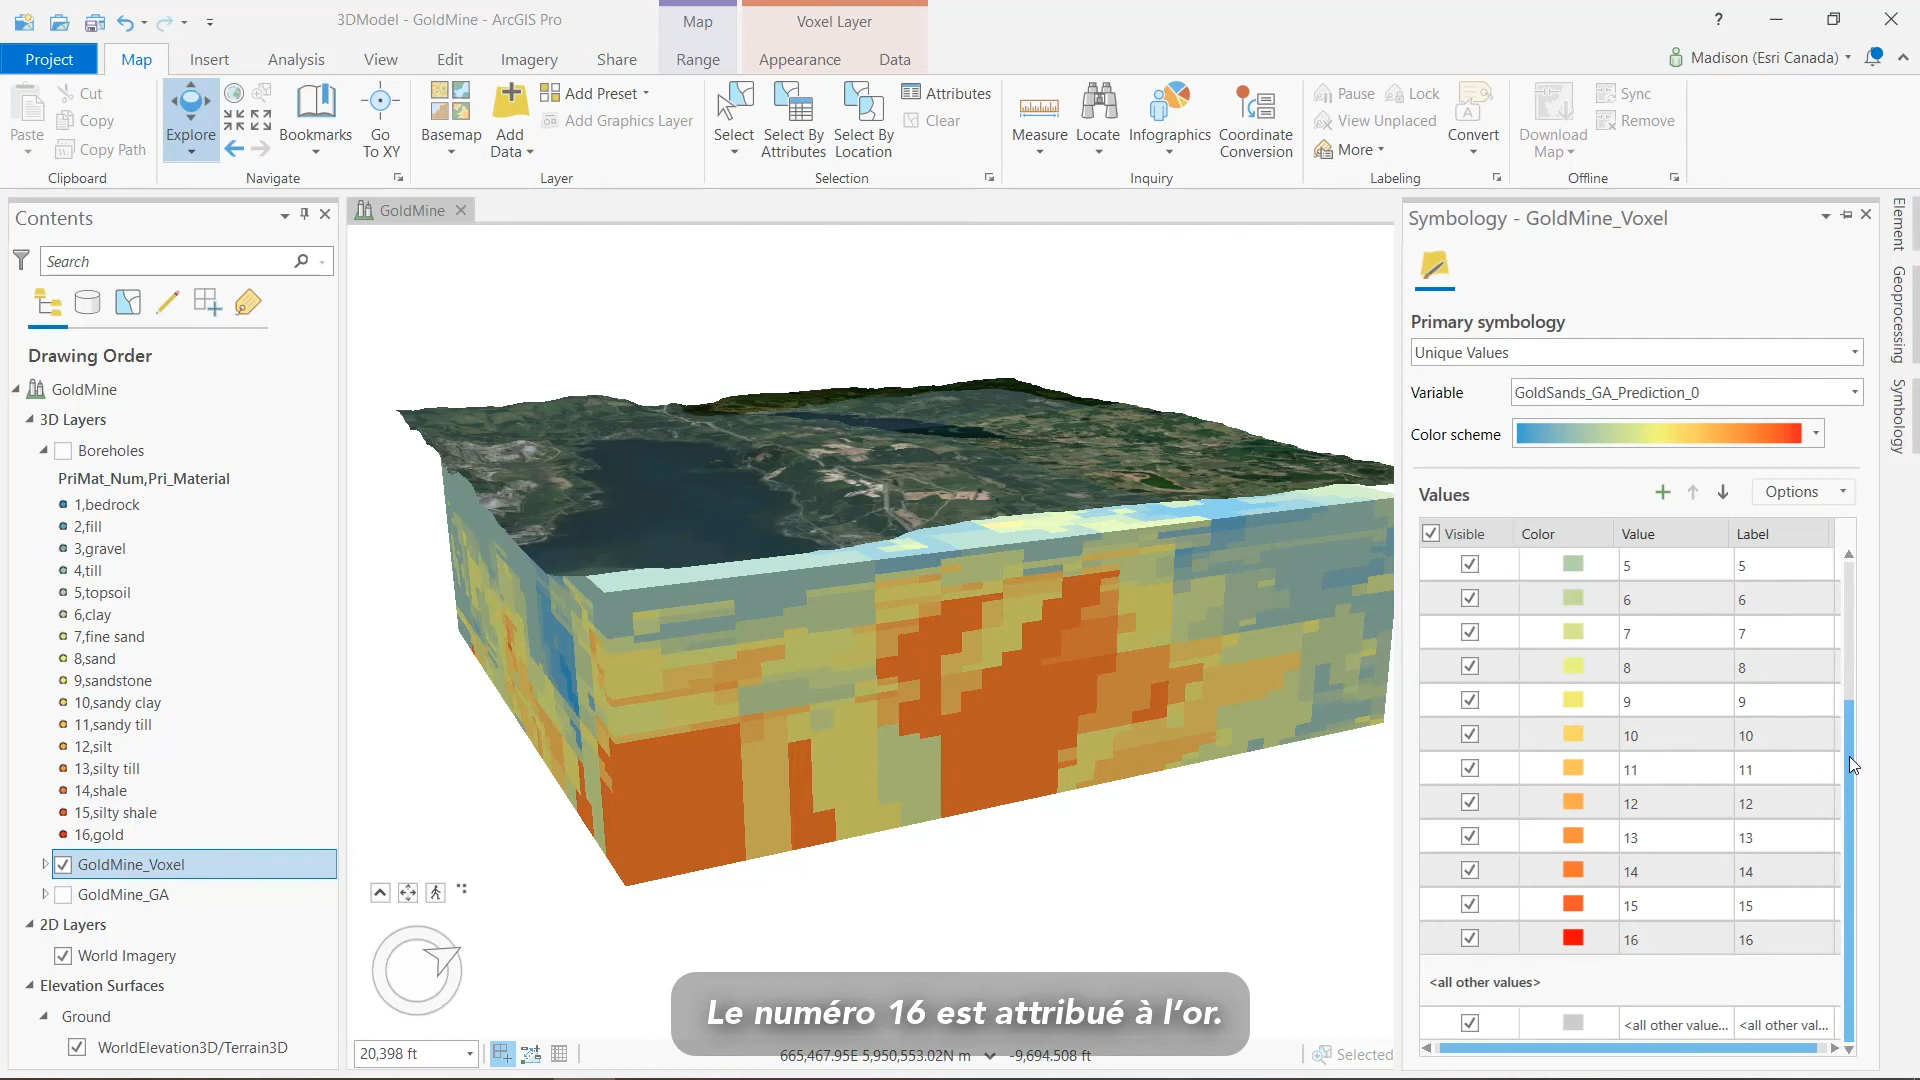 3DModel - GoldMine - ArcGIS Pro
Map
Voxel Layer
?
Project
Map
Insert
Analysis
View
Edit
Imagery
Share
Range
Appearance
Data
Madison (Esri Canada)
Paste
Cut
Copy
Copy Path
Clipboard
Explore
Bookmarks
Go
To XY
Navigate
Basemap
Add
Data
Add Preset
Add Graphics Layer
Layer
Select
Select By
Attributes
Select By
Location
Attributes
Clear
Selection
Measure
Locate
Infographics
Coordinate
Conversion
Inquiry
Pause
Lock
View Unplaced
More
Convert
Labeling
Download
Map
Sync
Remove
Offline
Contents
Search
Drawing Order
GoldMine
3D Layers
Boreholes
PriMat_Num,Pri_Material
1,bedrock
2,fill
3,gravel
4,till
5,topsoil
6,clay
7,fine sand
8,sand
9,sandstone
10,sandy clay
11,sandy till
12,silt
13,silty till
14,shale
15,silty shale
16,gold
GoldMine_Voxel
GoldMine_GA
2D Layers
World Imagery
Elevation Surfaces
Ground
WorldElevation3D/Terrain3D
GoldMine
20,398 ft
Le numéro 16 est attribué à l'or.
665,467.95E 5,950,553.02N m
-9,694.508 ft
Selected
Symbology - GoldMine_Voxel
Primary symbology
Unique Values
Variable
GoldSands_GA_Prediction_0
Color scheme
Values
Options
Visible Color Value Label
5 5
6 6
7 7
8 8
9 9
10 10
11 11
12 12
13 13
14 14
15 15
16 16
<all other values>
<all other value... <all other val...
Element
Geoprocessing
Symbology